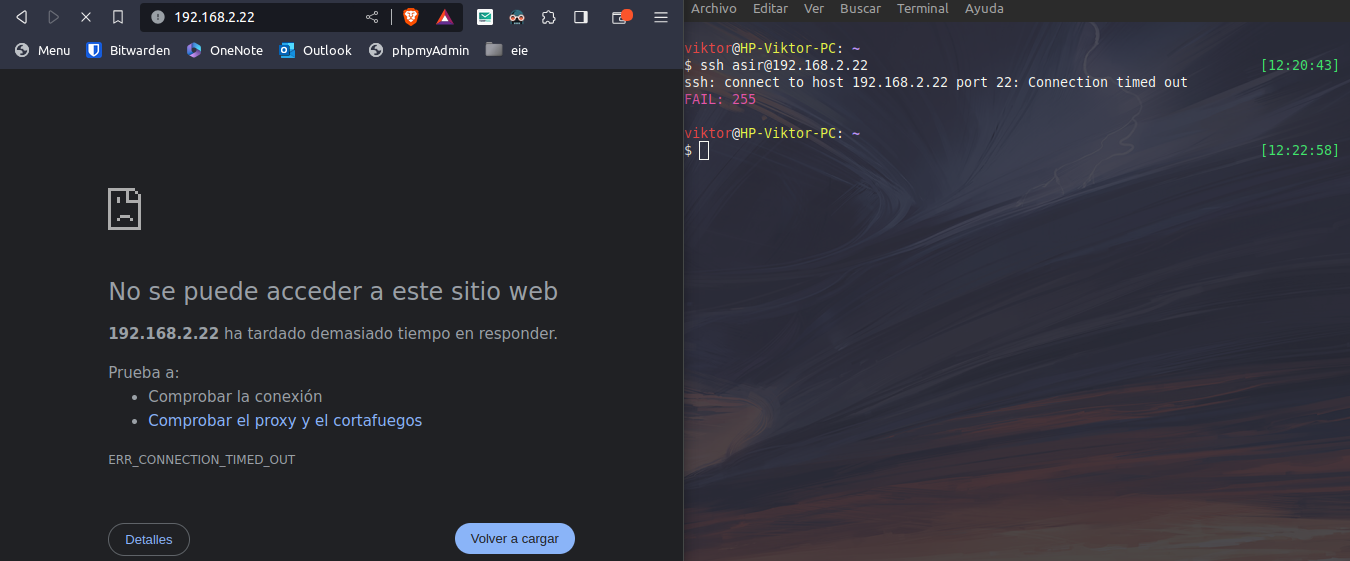 192.168.2.22
Menu Bitwarden OneNote Outlook phpmyAdmin eie
No se puede acceder a este sitio web
192.168.2.22 ha tardado demasiado tiempo en responder.
Prueba a:
• Comprobar la conexión
• Comprobar el proxy y el cortafuegos
ERR_CONNECTION_TIMED_OUT
Detalles Volver a cargar
Archivo Editar Ver Buscar Terminal Ayuda
viktor@HP-Viktor-PC: ~
$ ssh asir@192.168.2.22 [12:20:43]
ssh: connect to host 192.168.2.22 port 22: Connection timed out
FAIL: 255
viktor@HP-Viktor-PC: ~
$ [12:22:58]